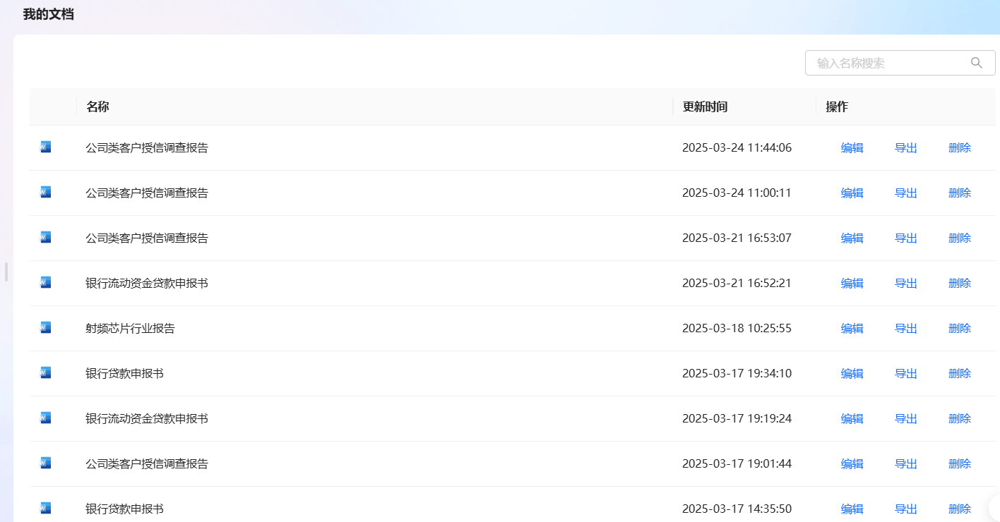 我的文档
输入名称搜索
名称 更新时间 操作
公司类客户授信调查报告 2025-03-24 11:44:06 编辑 导出 删除
公司类客户授信调查报告 2025-03-24 11:00:11 编辑 导出 删除
公司类客户授信调查报告 2025-03-21 16:53:07 编辑 导出 删除
银行流动资金贷款申报书 2025-03-21 16:52:21 编辑 导出 删除
射频芯片行业报告 2025-03-18 10:25:55 编辑 导出 删除
银行贷款申报书 2025-03-17 19:34:10 编辑 导出 删除
银行流动资金贷款申报书 2025-03-17 19:19:24 编辑 导出 删除
公司类客户授信调查报告 2025-03-17 19:01:44 编辑 导出 删除
银行贷款申报书 2025-03-17 14:35:50 编辑 导出 删除